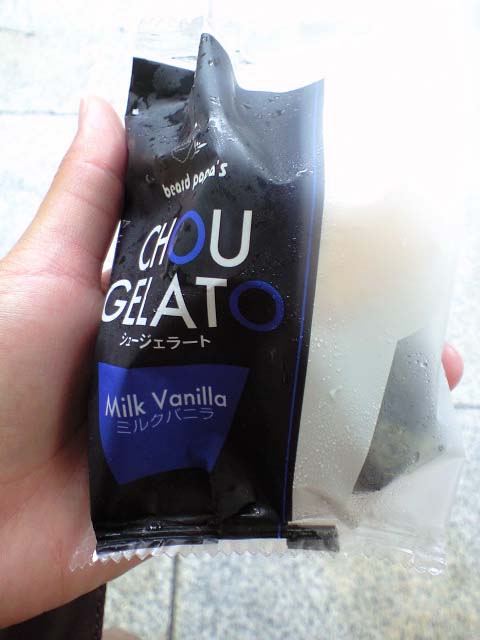 beard papa's
CHOU
GELATO
シュージェラート
Milk Vanilla
ミルクバニラ